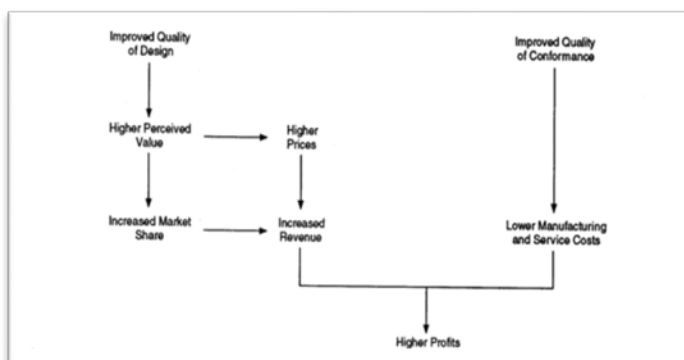 Improved Quality
of Design
Improved Quality
of Conformance
Higher Perceived
Value
Higher
Prices
Increased Market
Share
Increased
Revenue
Lower Manufacturing
and Service Costs
Higher Profits